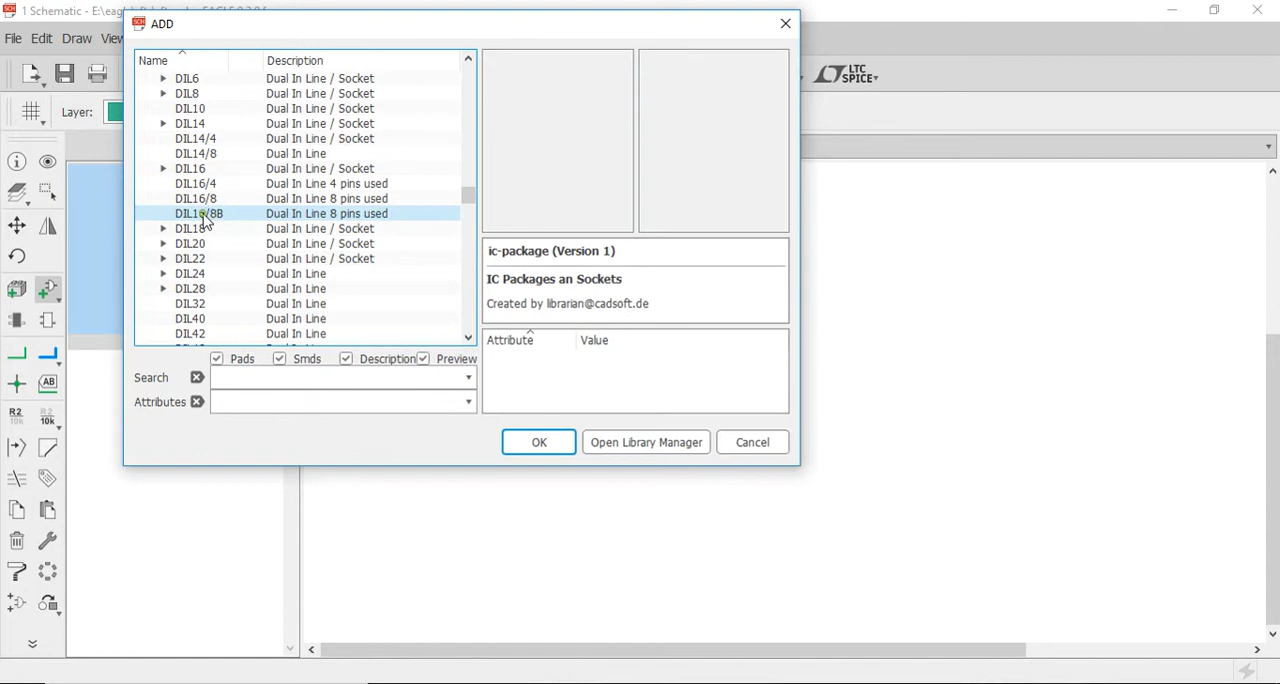 1 Schematic - E:\eag
ADD
File Edit Draw View
Layer:
LTC
SPICE
Name Description
DIL6 Dual In Line / Socket
DIL8 Dual In Line / Socket
DIL10 Dual In Line / Socket
DIL14 Dual In Line / Socket
DIL14/4 Dual In Line / Socket
DIL14/8 Dual In Line
DIL16 Dual In Line / Socket
DIL16/4 Dual In Line 4 pins used
DIL16/8 Dual In Line 8 pins used
DIL16/8B Dual In Line 8 pins used
DIL18 Dual In Line / Socket
DIL20 Dual In Line / Socket
DIL22 Dual In Line / Socket
DIL24 Dual In Line
DIL28 Dual In Line
DIL32 Dual In Line
DIL40 Dual In Line
DIL42 Dual In Line
ic-package (Version 1)
IC Packages an Sockets
Created by librarian@cadsoft.de
Attribute Value
Pads Smds Description Preview
Search
Attributes
OK Open Library Manager Cancel
AB
R2
10k
R2
10k